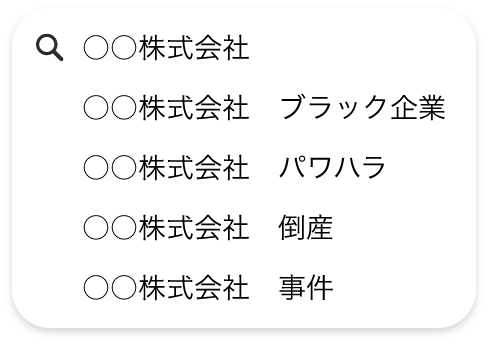 ○○株式会社
○○株式会社　ブラック企業
○○株式会社　パワハラ
○○株式会社　倒産
○○株式会社　事件